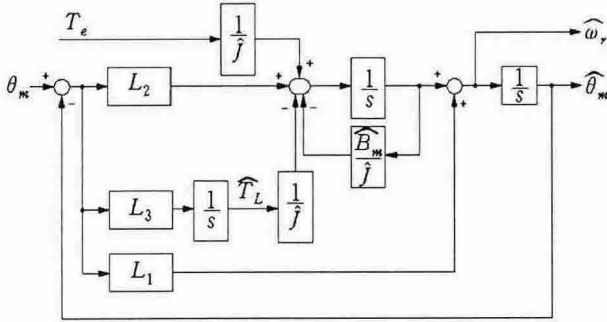 T_e
1/Ĵ
ω̂_r
θ_m
+
-
L_2
+
+
-
-
1/s
+
+
1/s
θ̂_m
B̂_m/Ĵ
L_3
1/s
T̂_L
1/Ĵ
L_1